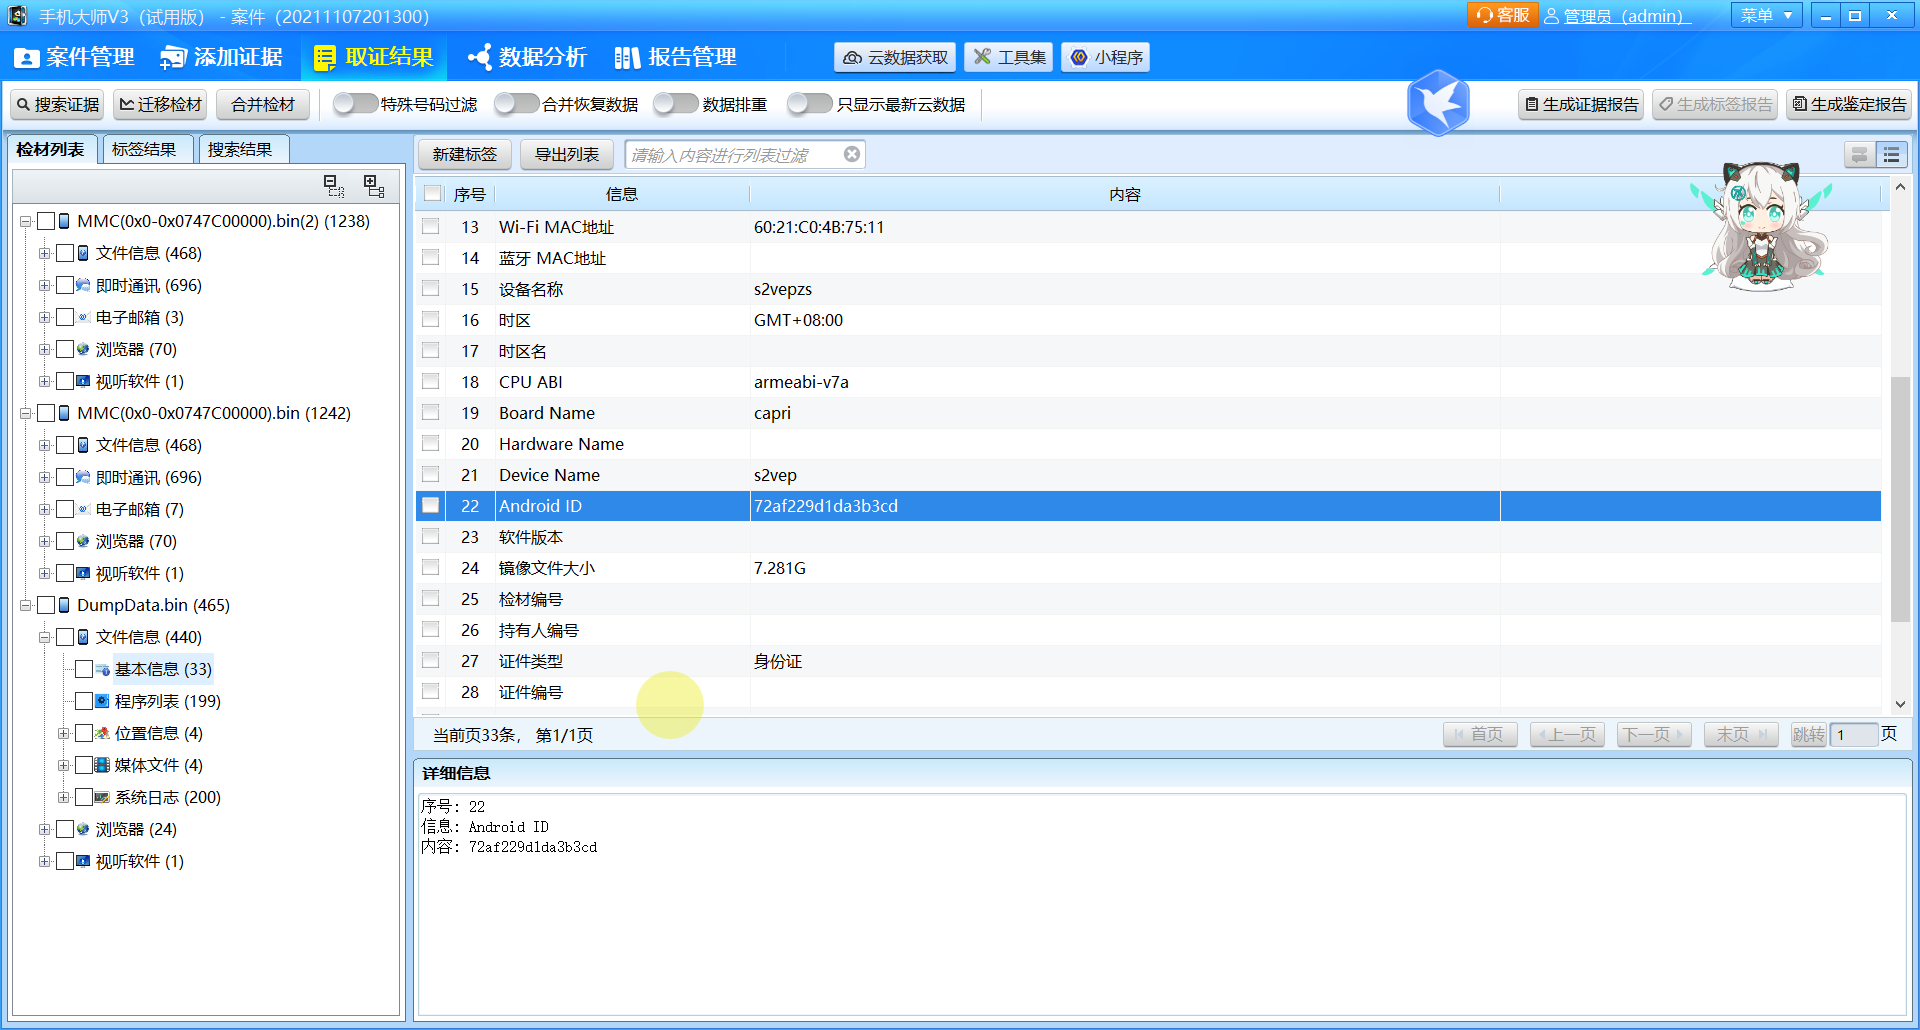 手机大师V3（试用版） - 案件（20211107201300）
客服 管理员（admin） 菜单
案件管理 添加证据 取证结果 数据分析 报告管理 云数据获取 工具集 小程序
搜索证据 迁移检材 合并检材 特殊号码过滤 合并恢复数据 数据排重 只显示最新云数据 生成证据报告 生成标签报告 生成鉴定报告
检材列表 标签结果 搜索结果
MMC(0x0-0x0747C00000).bin(2) (1238)
文件信息 (468)
即时通讯 (696)
电子邮箱 (3)
浏览器 (70)
视听软件 (1)
MMC(0x0-0x0747C00000).bin (1242)
文件信息 (468)
即时通讯 (696)
电子邮箱 (7)
浏览器 (70)
视听软件 (1)
DumpData.bin (465)
文件信息 (440)
基本信息 (33)
程序列表 (199)
位置信息 (4)
媒体文件 (4)
系统日志 (200)
浏览器 (24)
视听软件 (1)
新建标签 导出列表 请输入内容进行列表过滤
序号 信息 内容
13 Wi-Fi MAC地址 60:21:C0:4B:75:11
14 蓝牙 MAC地址
15 设备名称 s2vepzs
16 时区 GMT+08:00
17 时区名
18 CPU ABI armeabi-v7a
19 Board Name capri
20 Hardware Name
21 Device Name s2vep
22 Android ID 72af229d1da3b3cd
23 软件版本
24 镜像文件大小 7.281G
25 检材编号
26 持有人编号
27 证件类型 身份证
28 证件编号
当前页33条， 第1/1页 首页 上一页 下一页 末页 跳转 1 页
详细信息
序号: 22
信息: Android ID
内容: 72af229d1da3b3cd